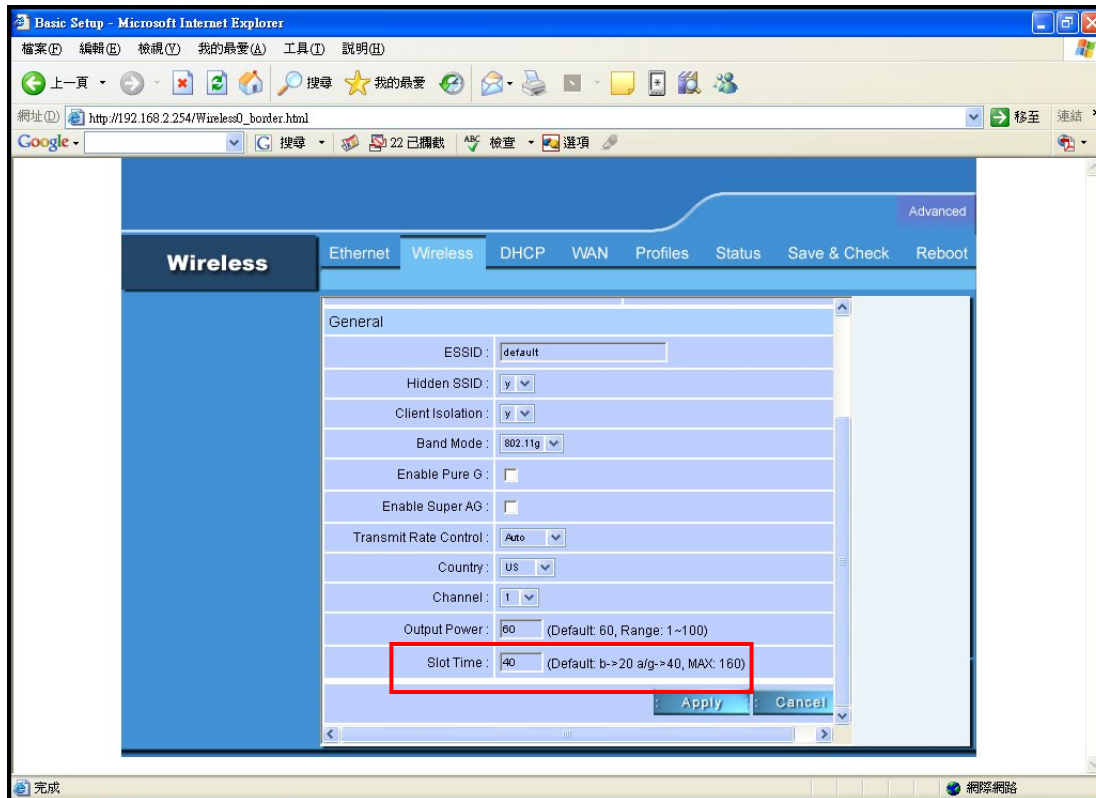 Basic Setup - Microsoft Internet Explorer
檔案(F) 編輯(E) 檢視(V) 我的最愛(A) 工具(T) 說明(H)
上一頁 搜尋 我的最愛
網址(D) http://192.168.2.254/Wireless0_border.html 移至 連結
Google 搜尋 22 已攔截 ABC 檢查 選項
Advanced
Wireless
Ethernet Wireless DHCP WAN Profiles Status Save & Check Reboot
General
ESSID : default
Hidden SSID : y
Client Isolation : y
Band Mode : 802.11g
Enable Pure G :
Enable Super AG :
Transmit Rate Control : Auto
Country : US
Channel : 1
Output Power : 60 (Default: 60, Range: 1~100)
Slot Time : 40 (Default: b->20 a/g->40, MAX: 160)
Apply Cancel
完成 網際網路